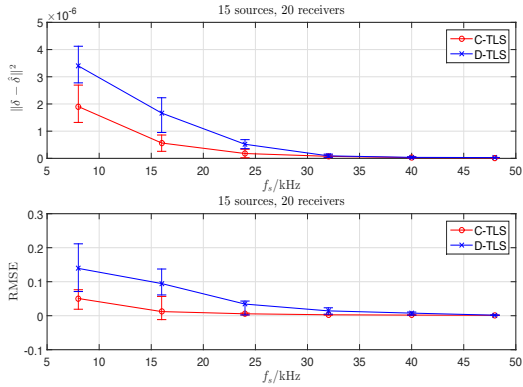 15 sources, 20 receivers
×10^-6
5
4
3
2
1
0
‖δ − δ̂‖²
C-TLS
D-TLS
5 10 15 20 25 30 35 40 45 50
f_s/kHz
15 sources, 20 receivers
0.3
0.2
0.1
0
-0.1
RMSE
C-TLS
D-TLS
5 10 15 20 25 30 35 40 45 50
f_s/kHz